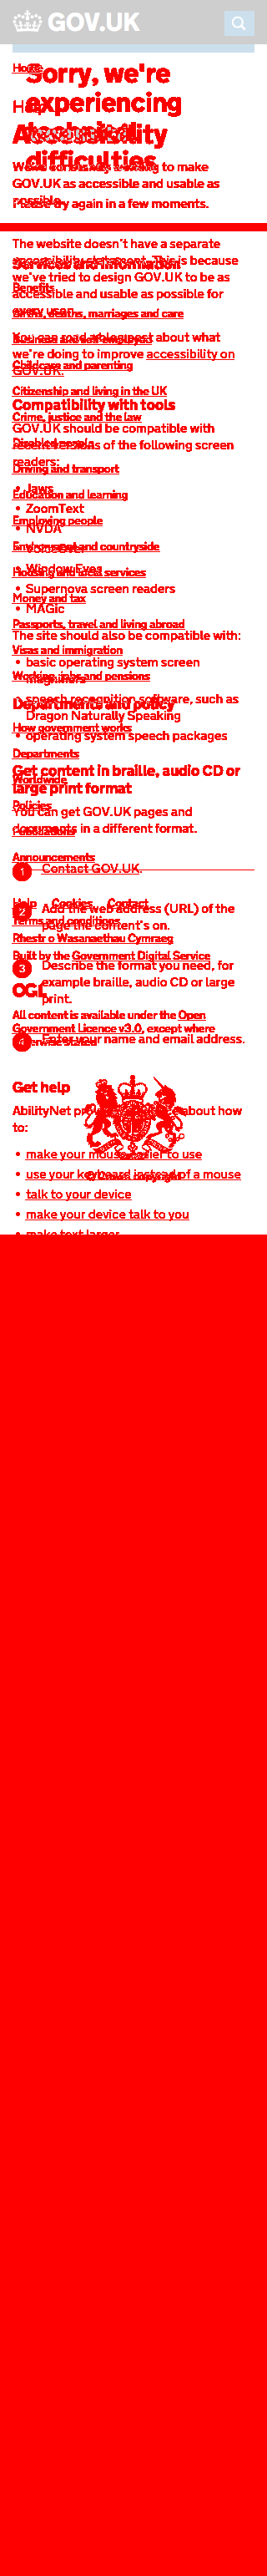 GOV.UK
Home
Sorry, we're
experiencing
technical
difficulties
Help
Accessibility
We're constantly working to make
GOV.UK as accessible and usable as
possible.
Please try again in a few moments.
The website doesn't have a separate
accessibility statement. This is because
we've tried to design GOV.UK to be as
accessible and usable as possible for
every user.
You can read a blog post about what
we're doing to improve accessibility on
GOV.UK.
Services and information
Benefits
Births, deaths, marriages and care
Business and self-employed
Childcare and parenting
Citizenship and living in the UK
Crime, justice and the law
Disabled people
Driving and transport
Education and learning
Employing people
Environment and countryside
Housing and local services
Money and tax
Passports, travel and living abroad
Visas and immigration
Working, jobs and pensions
Compatibility with tools
GOV.UK should be compatible with
recent versions of the following screen
readers:
Jaws
ZoomText
NVDA
VoiceOver
Window Eyes
Supernova screen readers
MAGic
The site should also be compatible with:
basic operating system screen
magnifiers
speech recognition software, such as
Dragon Naturally Speaking
operating system speech packages
Departments and policy
How government works
Departments
Worldwide
Policies
Publications
Announcements
Get content in braille, audio CD or
large print format
You can get GOV.UK pages and
documents in a different format.
1 Contact GOV.UK.
2 Add the web address (URL) of the
page the content's on.
3 Describe the format you need, for
example braille, audio CD or large
print.
4 Enter your name and email address.
Help Cookies Contact
Terms and conditions
Rhestr o Wasanaethau Cymraeg
Built by the Government Digital Service
OGL
All content is available under the Open
Government Licence v3.0, except where
otherwise stated
Get help
AbilityNet about how
to:
make your mouse easier to use
use your keyboard instead of a mouse
talk to your device
make your device talk to you
make text larger
© Crown copyright